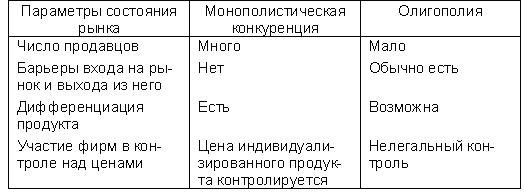 Параметры состояния
рынка
Монополистическая
конкуренция
Олигополия
Число продавцов
Много
Мало
Барьеры входа на ры-
нок и выхода из него
Нет
Обычно есть
Дифференциация
продукта
Есть
Возможна
Участие фирм в кон-
троле над ценами
Цена индивидуали-
зированного продук-
та контролируется
Нелегальный кон-
троль